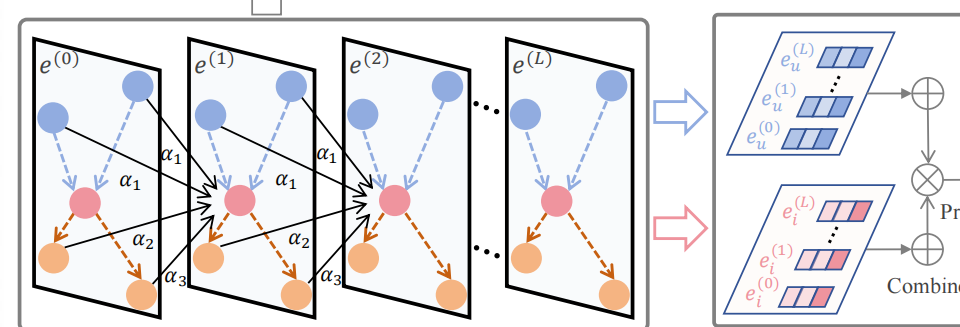 e^(0) e^(1) e^(2) e^(L)
α_1 α_1 α_2 α_3
α_1 α_1 α_2 α_3
e_u^(L)
e_u^(1)
e_u^(0)
e_i^(L)
e_i^(1)
e_i^(0)
Pr
Combine